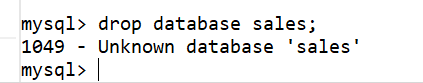 mysql> drop database sales;
1049 - Unknown database 'sales'
mysql>